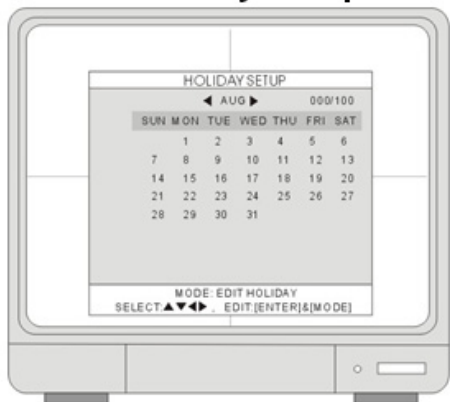 HOLIDAY SETUP
◀ AUG ▶ 000/100
SUN MON TUE WED THU FRI SAT
1 2 3 4 5 6
7 8 9 10 11 12 13
14 15 16 17 18 19 20
21 22 23 24 25 26 27
28 29 30 31
MODE: EDIT HOLIDAY
SELECT:▲▼◀▶ , EDIT:[ENTER]&[MODE]